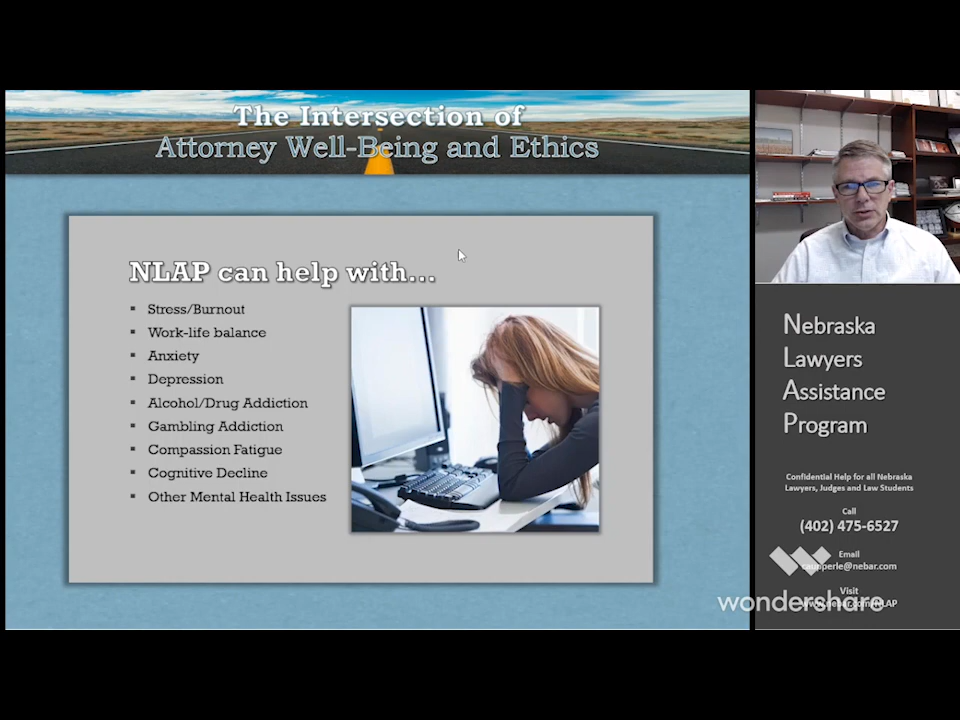 The Intersection of
Attorney Well-Being and Ethics
NLAP can help with...
Stress/Burnout
Work-life balance
Anxiety
Depression
Alcohol/Drug Addiction
Gambling Addiction
Compassion Fatigue
Cognitive Decline
Other Mental Health Issues
Nebraska
Lawyers
Assistance
Program
Confidential Help for all Nebraska
Lawyers, Judges and Law Students
Call
(402) 475-6527
Email
Visit
wondershare